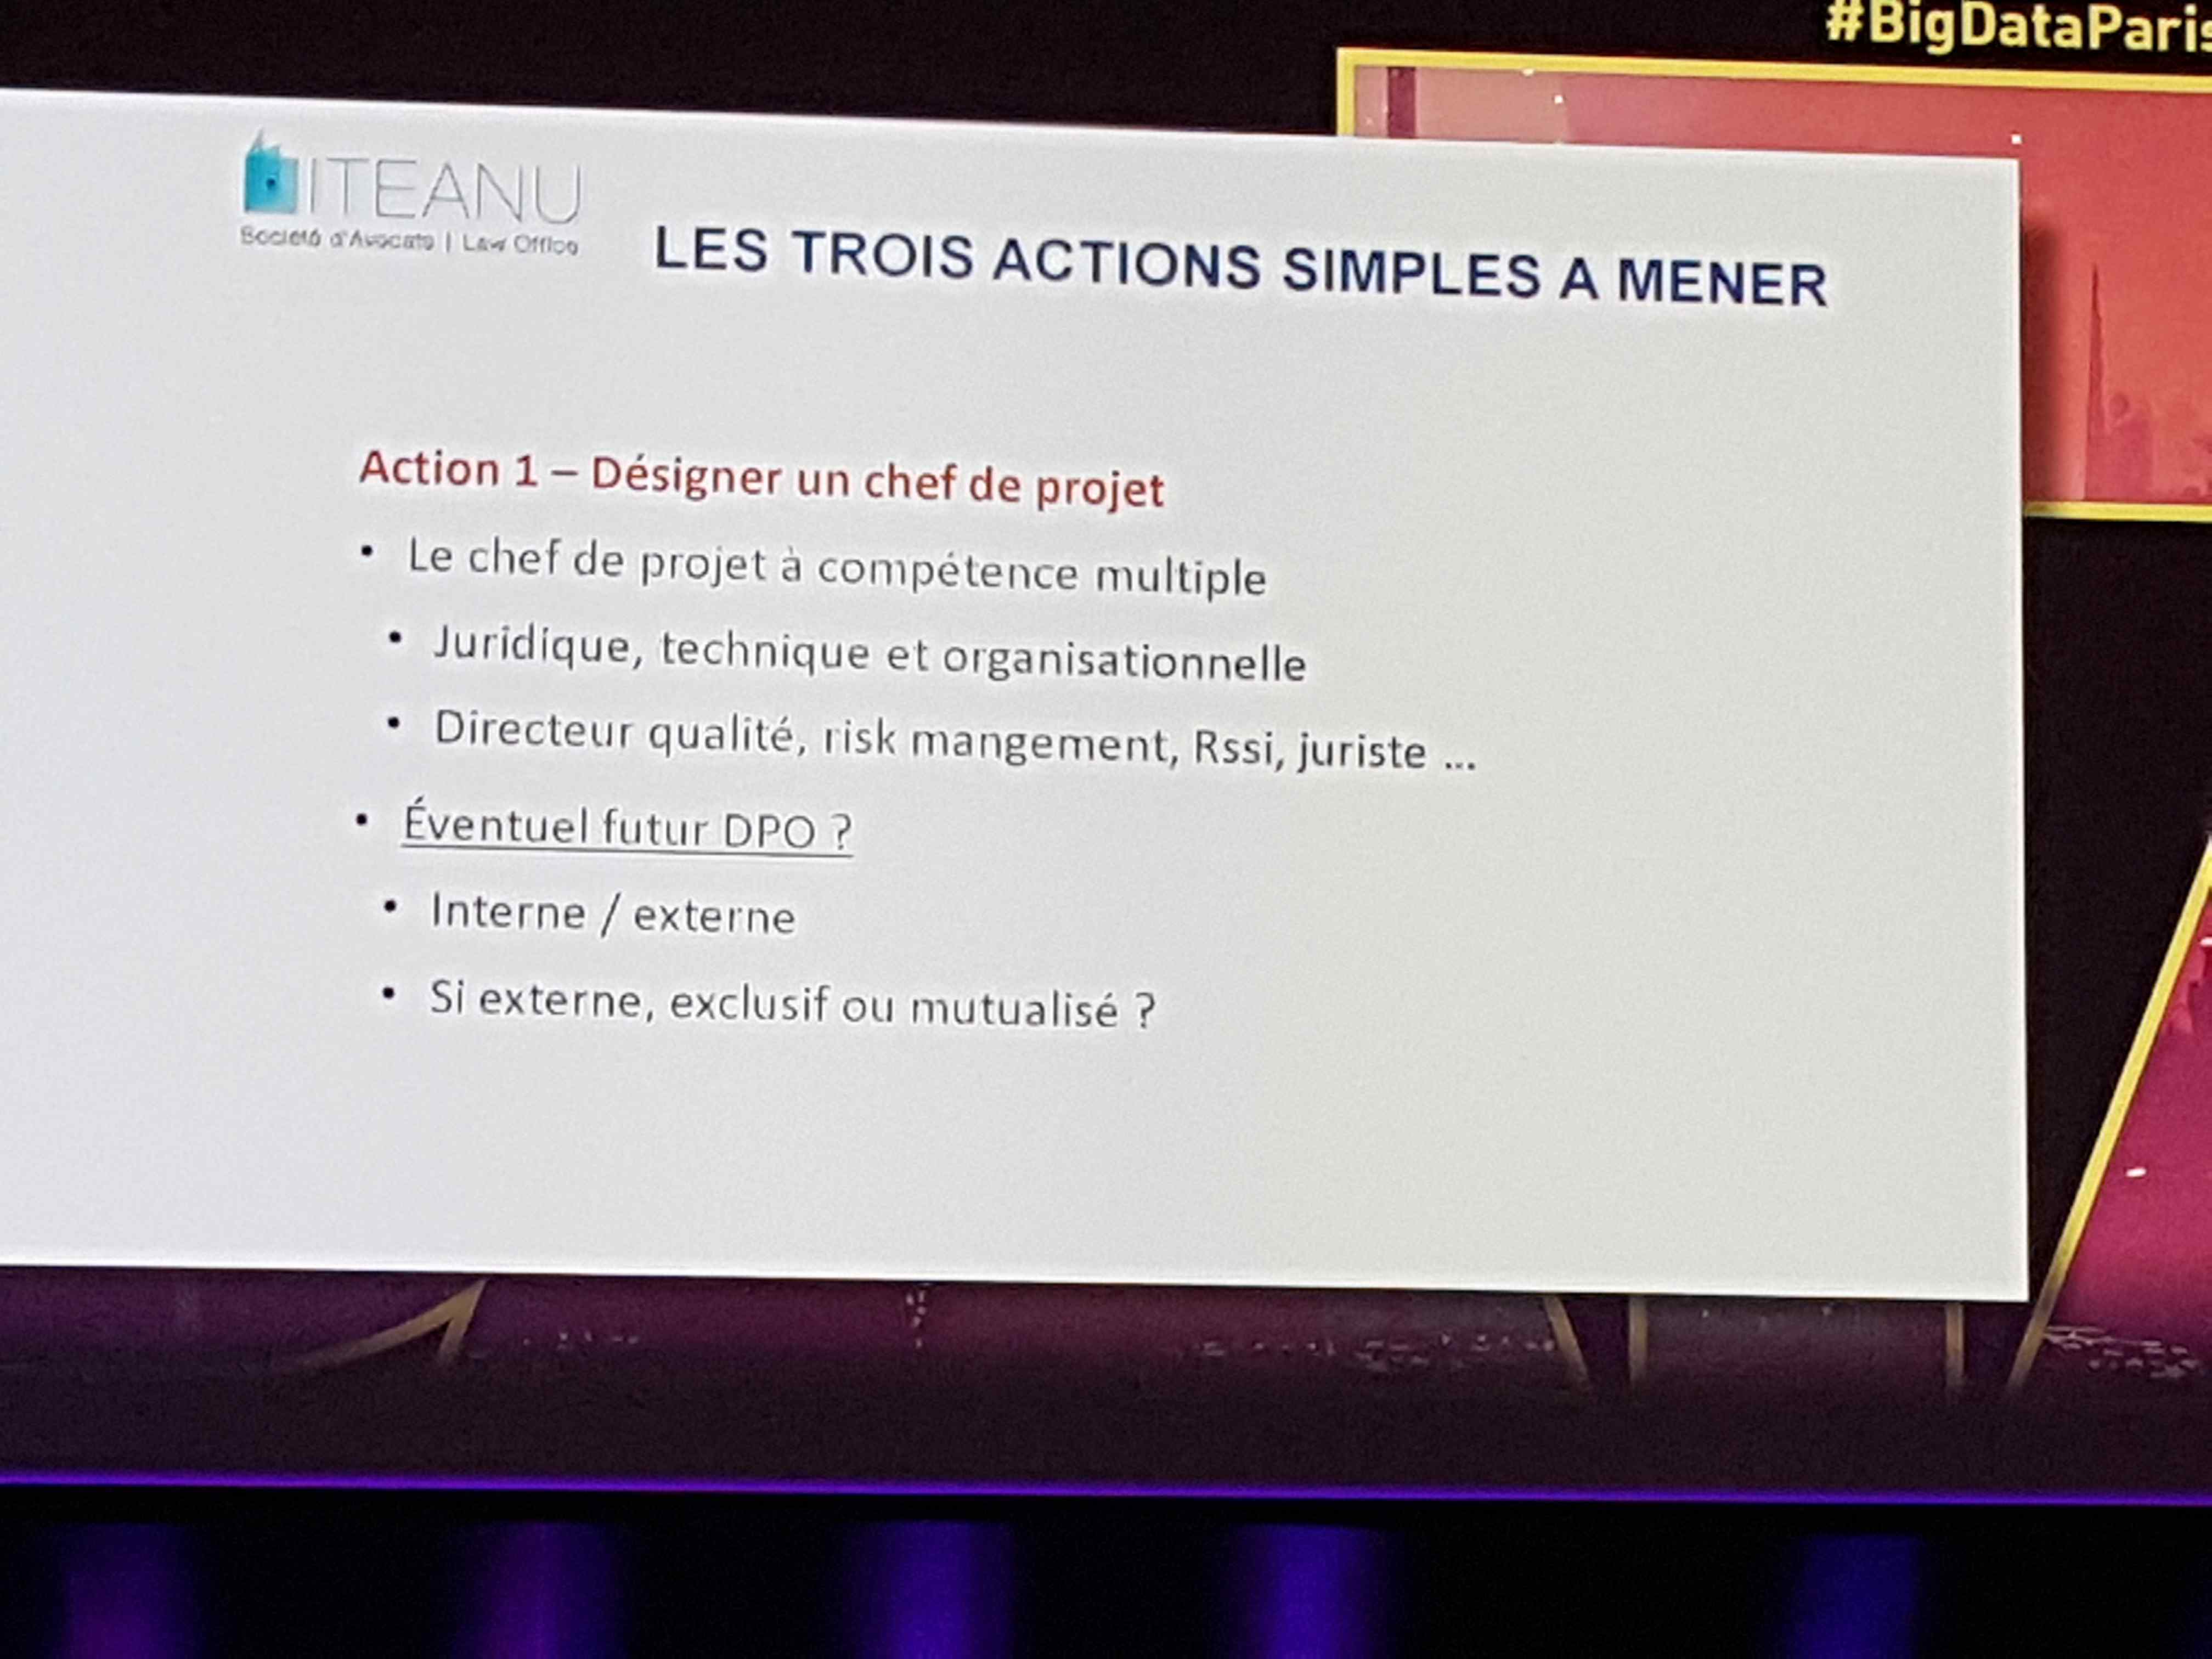 #BigDataParis
ITEANU
Société d'Avocats | Law Office
LES TROIS ACTIONS SIMPLES A MENER
Action 1 – Désigner un chef de projet
• Le chef de projet à compétence multiple
• Juridique, technique et organisationnelle
• Directeur qualité, risk mangement, Rssi, juriste ...
• Éventuel futur DPO ?
• Interne / externe
• Si externe, exclusif ou mutualisé ?